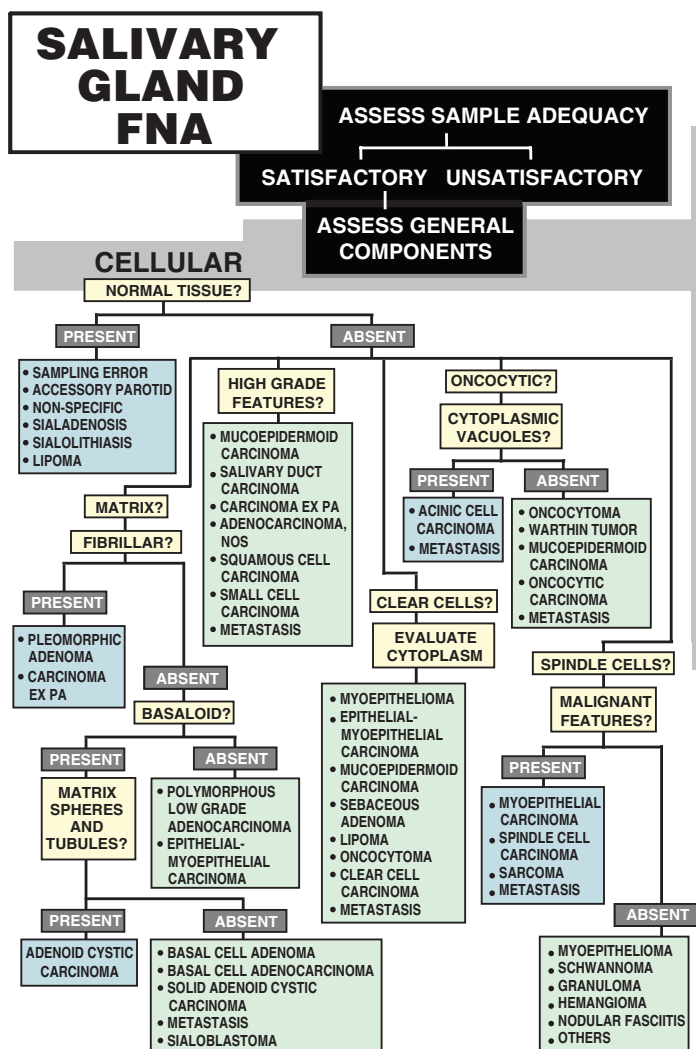 SALIVARY
GLAND
FNA
ASSESS SAMPLE ADEQUACY
SATISFACTORY UNSATISFACTORY
ASSESS GENERAL
COMPONENTS
CELLULAR
NORMAL TISSUE?
PRESENT
• SAMPLING ERROR
• ACCESSORY PAROTID
• NON-SPECIFIC
• SIALADENOSIS
• SIALOLITHIASIS
• LIPOMA
ABSENT
MATRIX?
FIBRILLAR?
PRESENT
• PLEOMORPHIC
ADENOMA
• CARCINOMA
EX PA
ABSENT
BASALOID?
PRESENT
MATRIX
SPHERES
AND
TUBULES?
PRESENT
ADENOID CYSTIC
CARCINOMA
ABSENT
• BASAL CELL ADENOMA
• BASAL CELL ADENOCARCINOMA
• SOLID ADENOID CYSTIC
CARCINOMA
• METASTASIS
• SIALOBLASTOMA
ABSENT
• POLYMORPHOUS
LOW GRADE
ADENOCARCINOMA
• EPITHELIAL-
MYOEPITHELIAL
CARCINOMA
HIGH GRADE
FEATURES?
• MUCOEPIDERMOID
CARCINOMA
• SALIVARY DUCT
CARCINOMA
• CARCINOMA EX PA
• ADENOCARCINOMA,
NOS
• SQUAMOUS CELL
CARCINOMA
• SMALL CELL
CARCINOMA
• METASTASIS
CLEAR CELLS?
EVALUATE
CYTOPLASM
• MYOEPITHELIOMA
• EPITHELIAL-
MYOEPITHELIAL
CARCINOMA
• MUCOEPIDERMOID
CARCINOMA
• SEBACEOUS
ADENOMA
• LIPOMA
• ONCOCYTOMA
• CLEAR CELL
CARCINOMA
• METASTASIS
ONCOCYTIC?
CYTOPLASMIC
VACUOLES?
PRESENT
• ACINIC CELL
CARCINOMA
• METASTASIS
ABSENT
• ONCOCYTOMA
• WARTHIN TUMOR
• MUCOEPIDERMOID
CARCINOMA
• ONCOCYTIC
CARCINOMA
• METASTASIS
SPINDLE CELLS?
MALIGNANT
FEATURES?
PRESENT
• MYOEPITHELIAL
CARCINOMA
• SPINDLE CELL
CARCINOMA
• SARCOMA
• METASTASIS
ABSENT
• MYOEPITHELIOMA
• SCHWANNOMA
• GRANULOMA
• HEMANGIOMA
• NODULAR FASCIITIS
• OTHERS